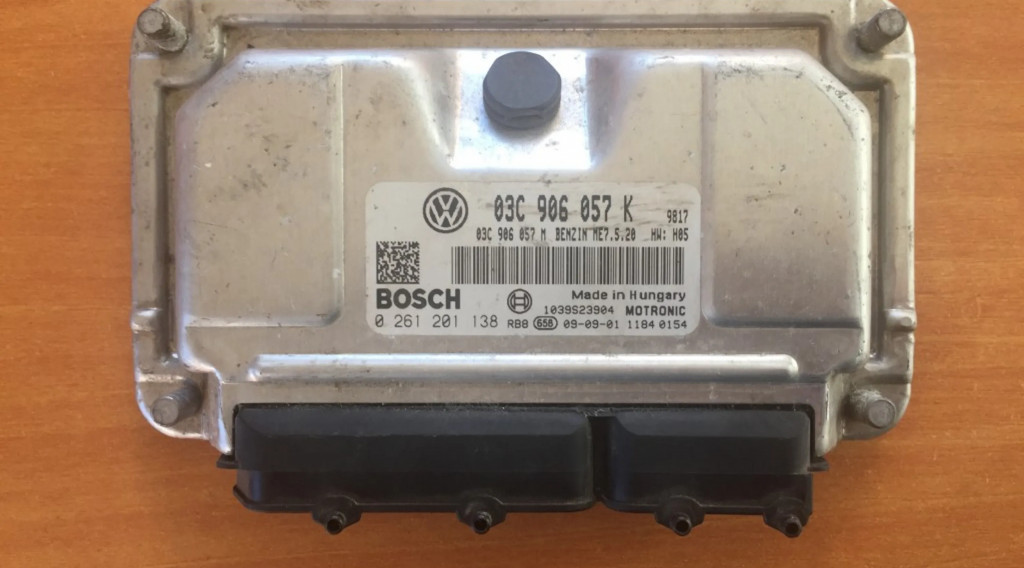 03C 906 057 K 9817
03C 906 057 M BENZIN ME7.5.20 HW: H05
BOSCH Made in Hungary
1039S23904 MOTRONIC
0 261 201 138 RB8 658 09-09-01 1184 0154